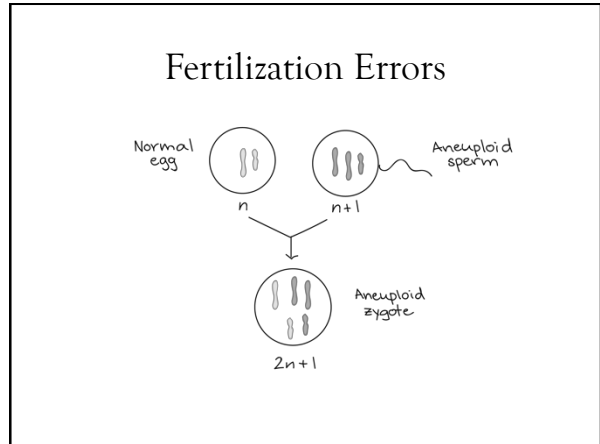 Fertilization Errors
Normal
egg
Aneuploid
sperm
n
n+1
Aneuploid
zygote
2n+1